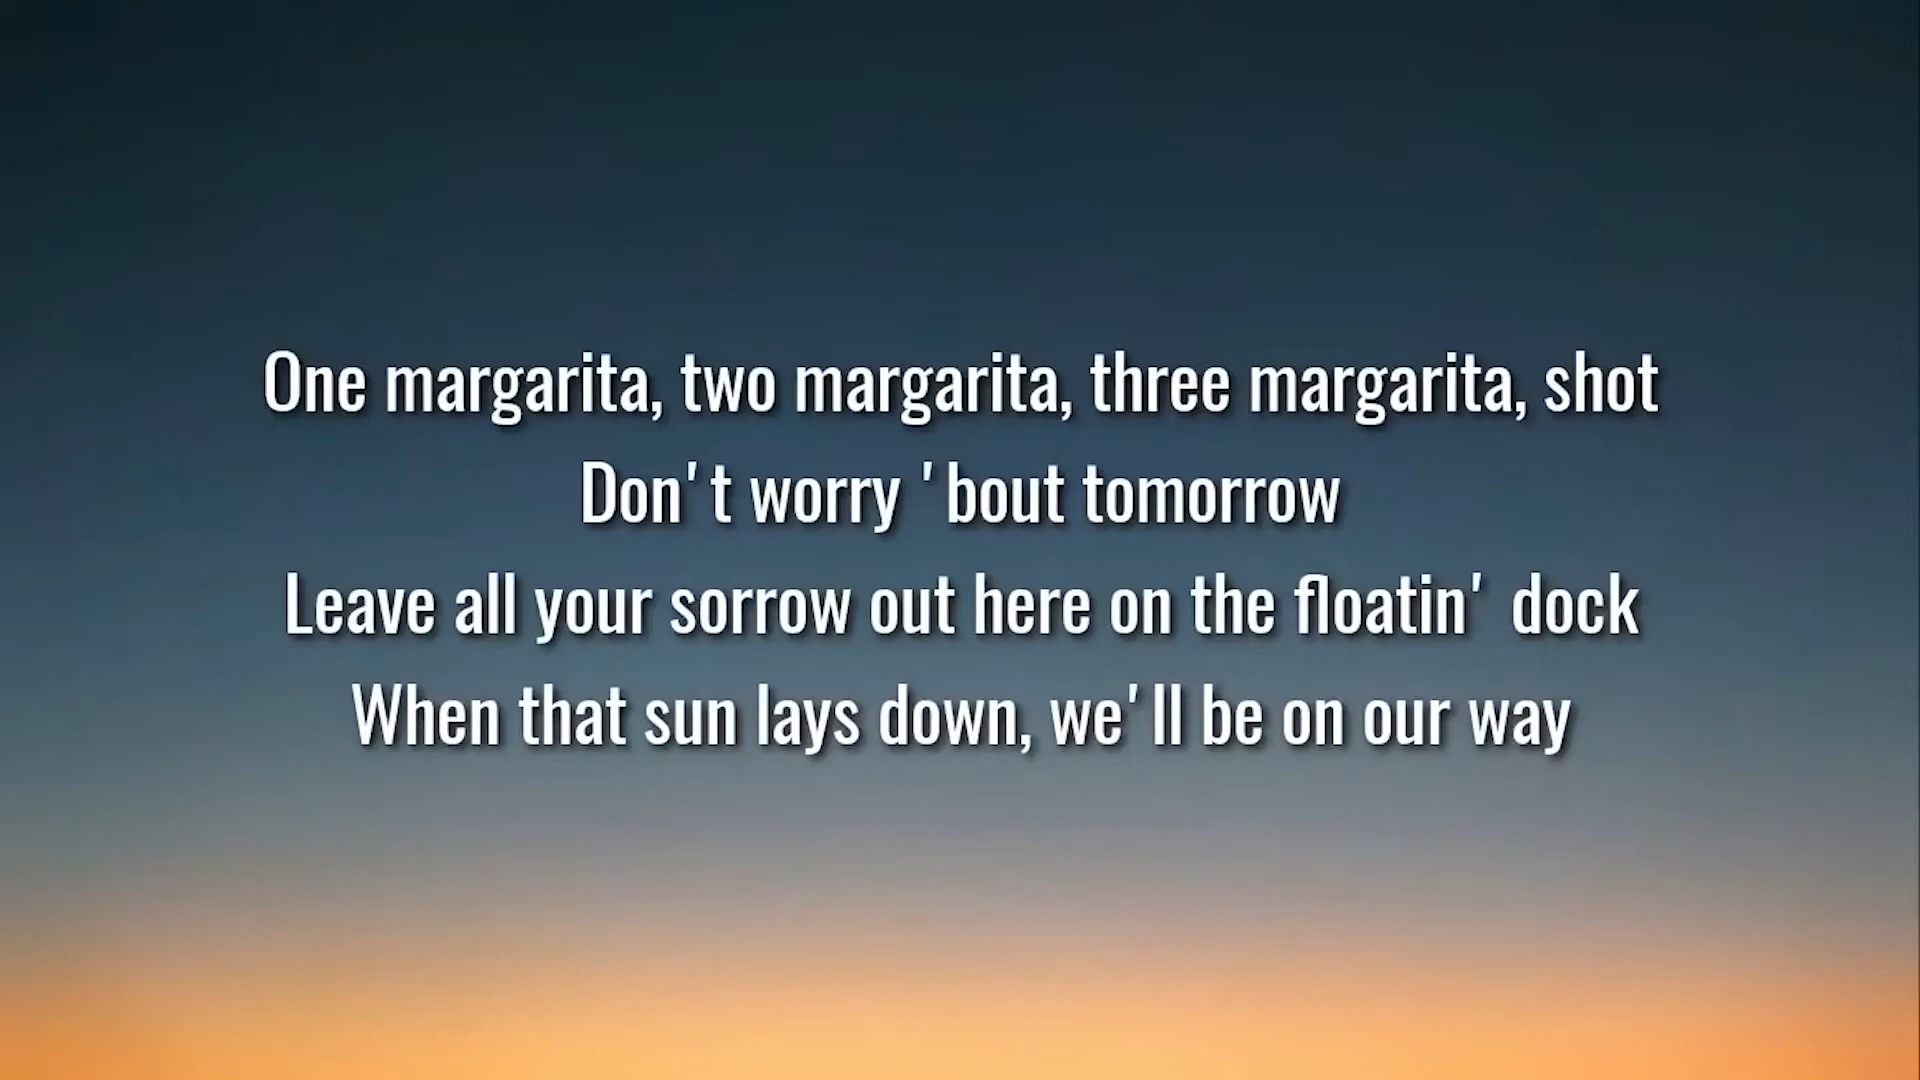 One margarita, two margarita, three margarita, shot
Don't worry 'bout tomorrow
Leave all your sorrow out here on the floatin' dock
When that sun lays down, we'll be on our way